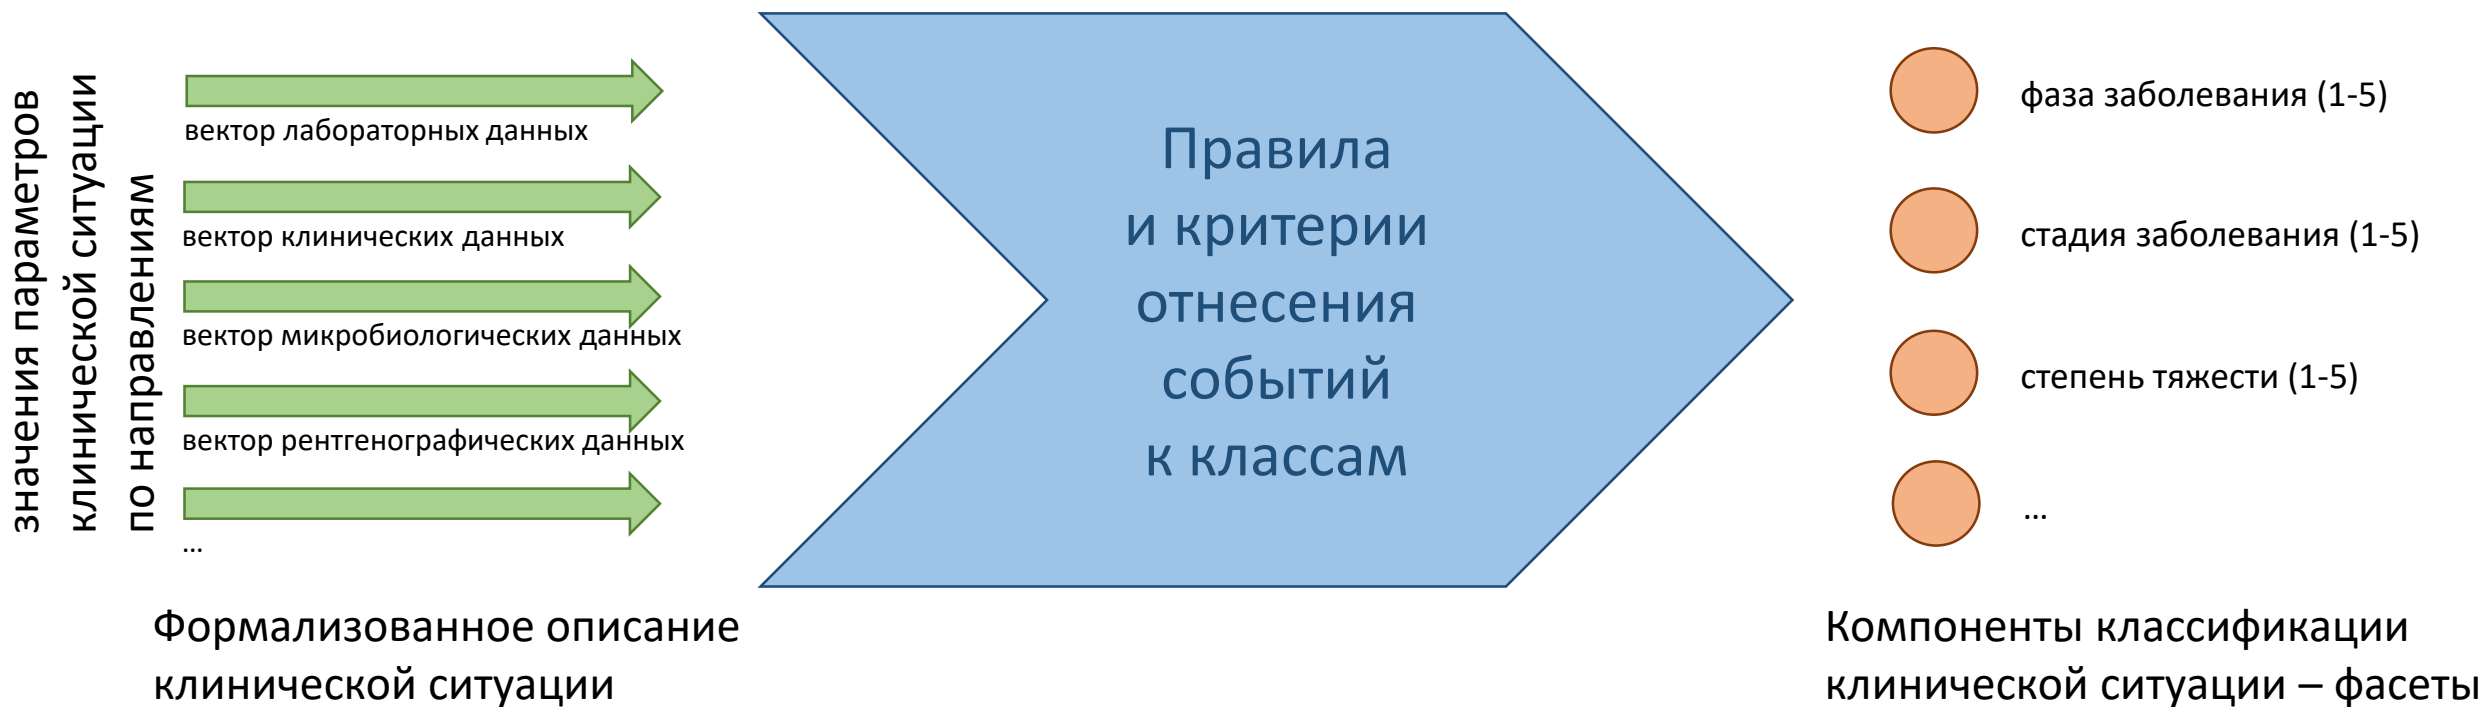 значения параметров
клинической ситуации
по направлениям
вектор лабораторных данных
вектор клинических данных
вектор микробиологических данных
вектор рентгенографических данных
...
Формализованное описание
клинической ситуации
Правила
и критерии
отнесения
событий
к классам
фаза заболевания (1-5)
стадия заболевания (1-5)
степень тяжести (1-5)
...
Компоненты классификации
клинической ситуации – фасеты